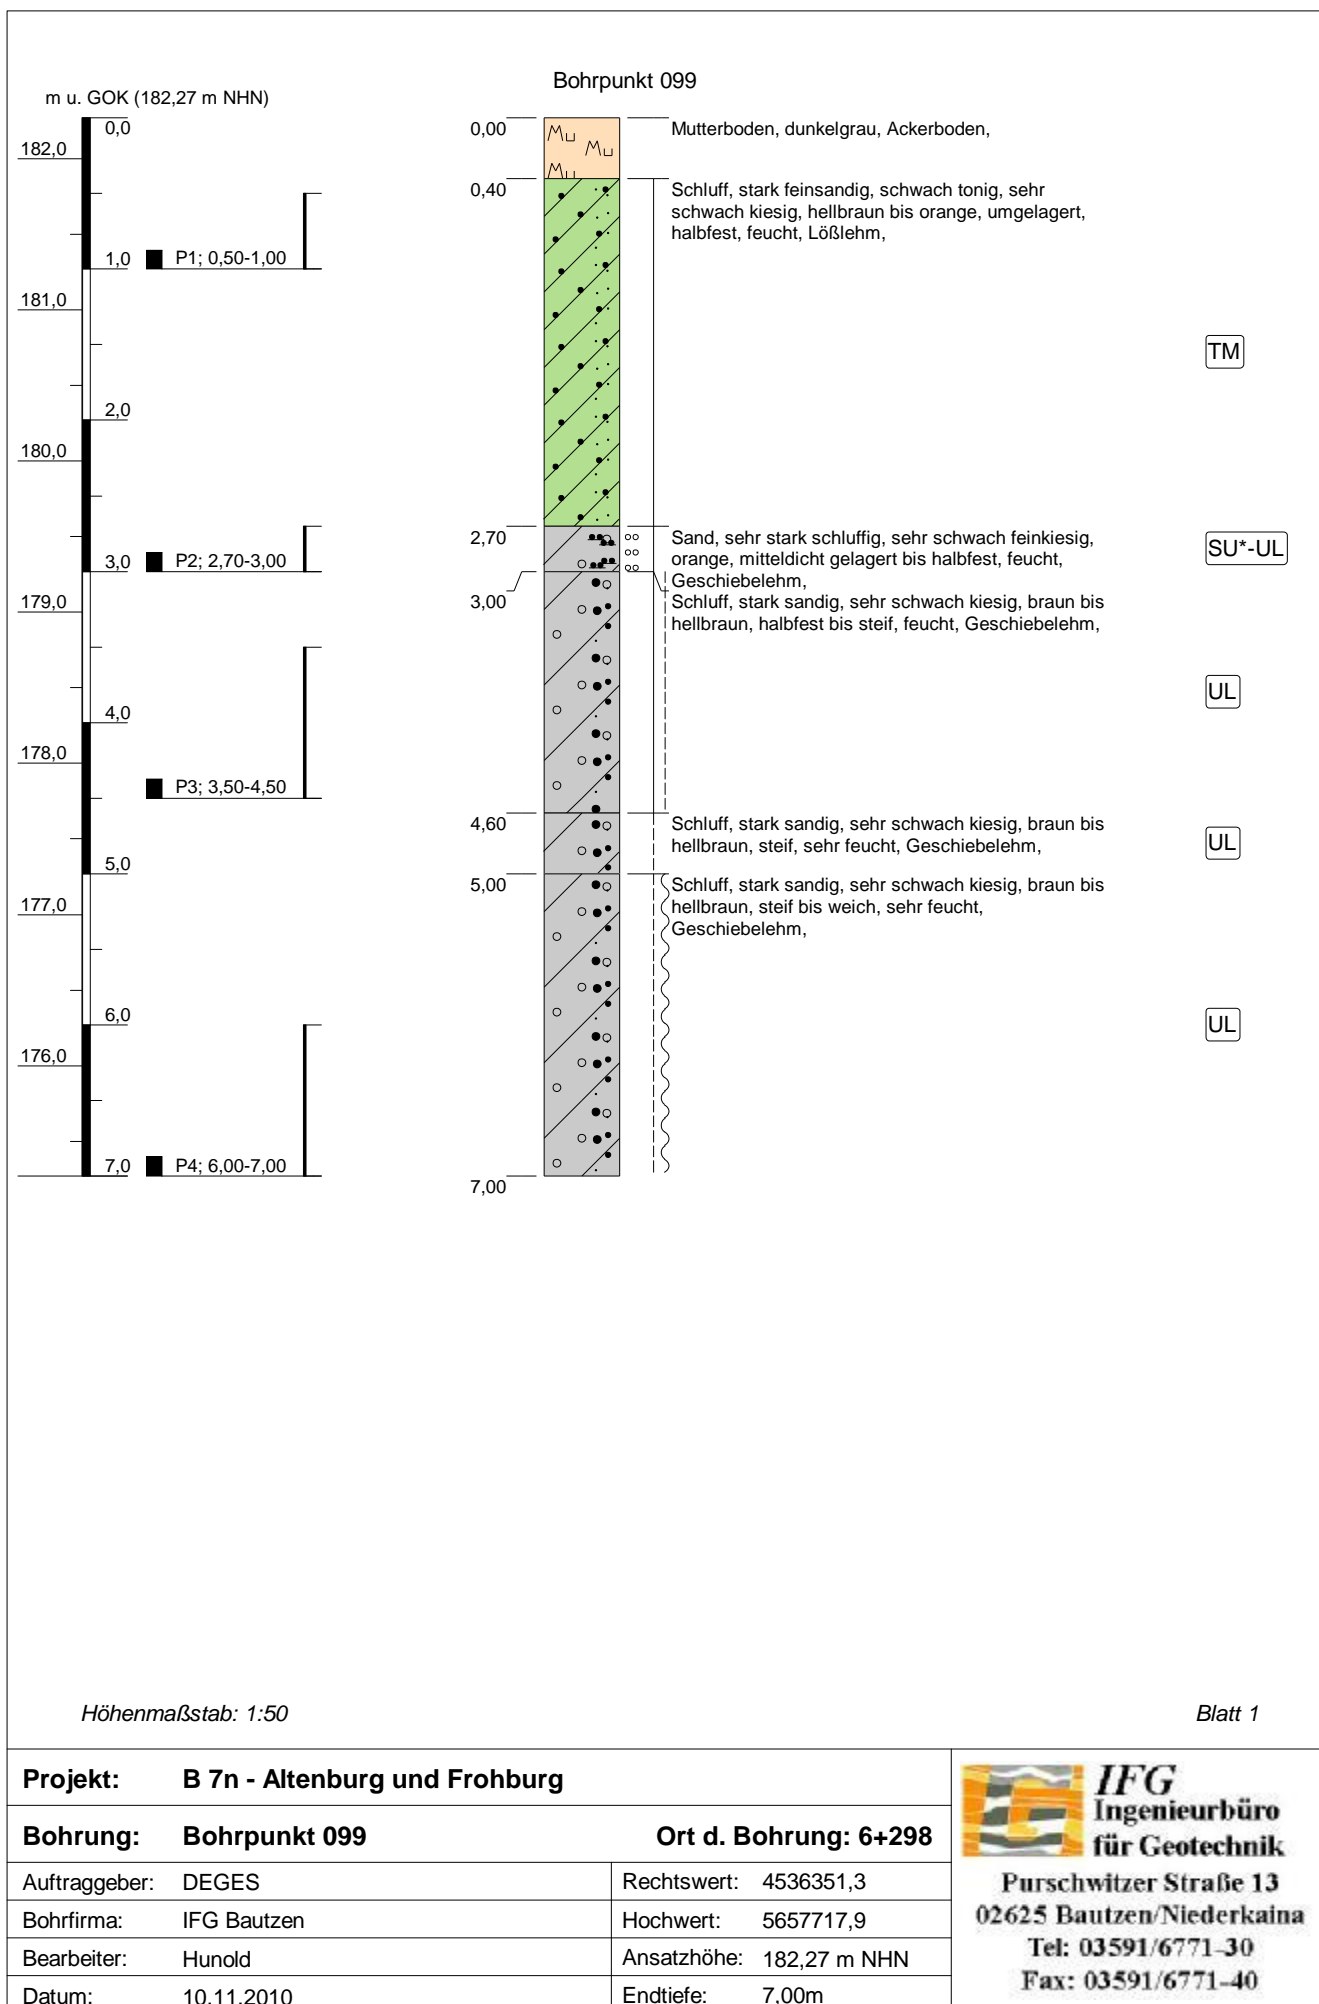 Bohrpunkt 099
m u. GOK (182,27 m NHN)
0,0
182,0
1,0
181,0
2,0
180,0
3,0
179,0
4,0
178,0
5,0
177,0
6,0
176,0
7,0
P1; 0,50-1,00
P2; 2,70-3,00
P3; 3,50-4,50
P4; 6,00-7,00
0,00
Mu
Mu
Mu
Mutterboden, dunkelgrau, Ackerboden,
0,40
Schluff, stark feinsandig, schwach tonig, sehr
schwach kiesig, hellbraun bis orange, umgelagert,
halbfest, feucht, Lößlehm,
TM
2,70
Sand, sehr stark schluffig, sehr schwach feinkiesig,
orange, mitteldicht gelagert bis halbfest, feucht,
Geschiebelehm,
SU*-UL
3,00
Schluff, stark sandig, sehr schwach kiesig, braun bis
hellbraun, halbfest bis steif, feucht, Geschiebelehm,
UL
4,60
Schluff, stark sandig, sehr schwach kiesig, braun bis
hellbraun, steif, sehr feucht, Geschiebelehm,
UL
5,00
Schluff, stark sandig, sehr schwach kiesig, braun bis
hellbraun, steif bis weich, sehr feucht,
Geschiebelehm,
UL
7,00
Höhenmaßstab: 1:50
Blatt 1
Projekt: B 7n - Altenburg und Frohburg
Bohrung: Bohrpunkt 099
Ort d. Bohrung: 6+298
Auftraggeber: DEGES
Rechtswert: 4536351,3
Bohrfirma: IFG Bautzen
Hochwert: 5657717,9
Bearbeiter: Hunold
Ansatzhöhe: 182,27 m NHN
Datum: 10.11.2010
Endtiefe: 7,00m
IFG
Ingenieurbüro
für Geotechnik
Purschwitzer Straße 13
02625 Bautzen/Niederkaina
Tel: 03591/6771-30
Fax: 03591/6771-40